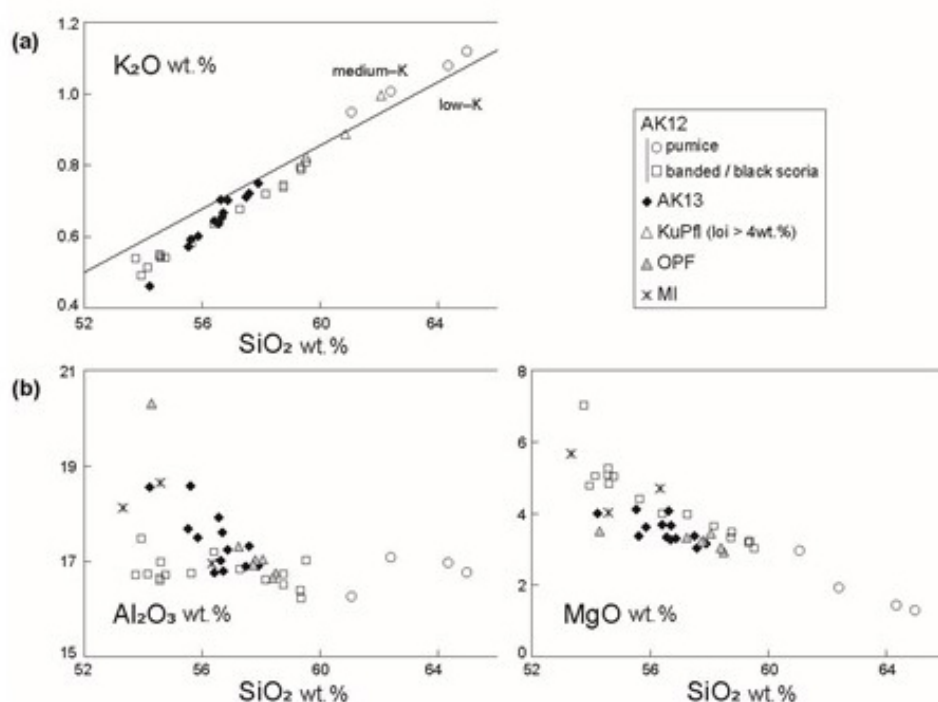 (a)
K₂O wt.%
1.2
1.0
0.8
0.6
0.4
medium–K
low–K
52
56
60
64
SiO₂ wt.%
AK12
pumice
banded / black scoria
AK13
KuPfl (loi > 4wt.%)
OPF
MI
(b)
21
19
17
15
Al₂O₃ wt.%
52
56
60
64
SiO₂ wt.%
8
6
4
2
0
MgO wt.%
52
56
60
64
SiO₂ wt.%